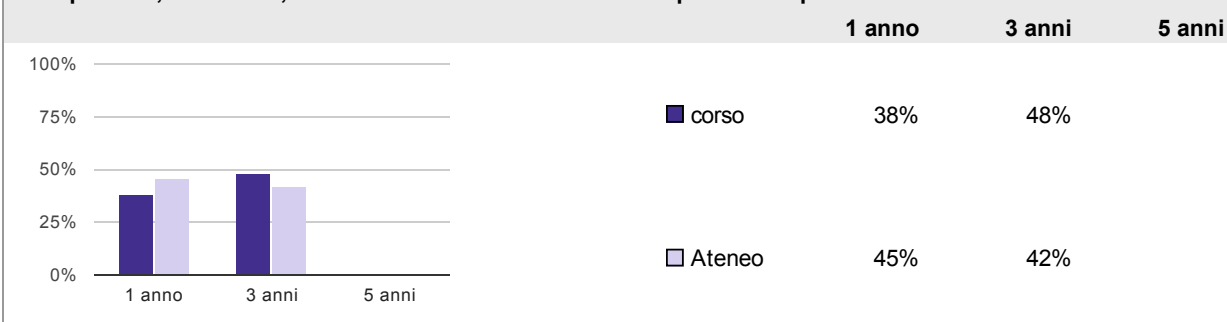 1 anno 3 anni 5 anni
100%
75%
50%
25%
0%
1 anno 3 anni 5 anni
corso 38% 48%
Ateneo 45% 42%